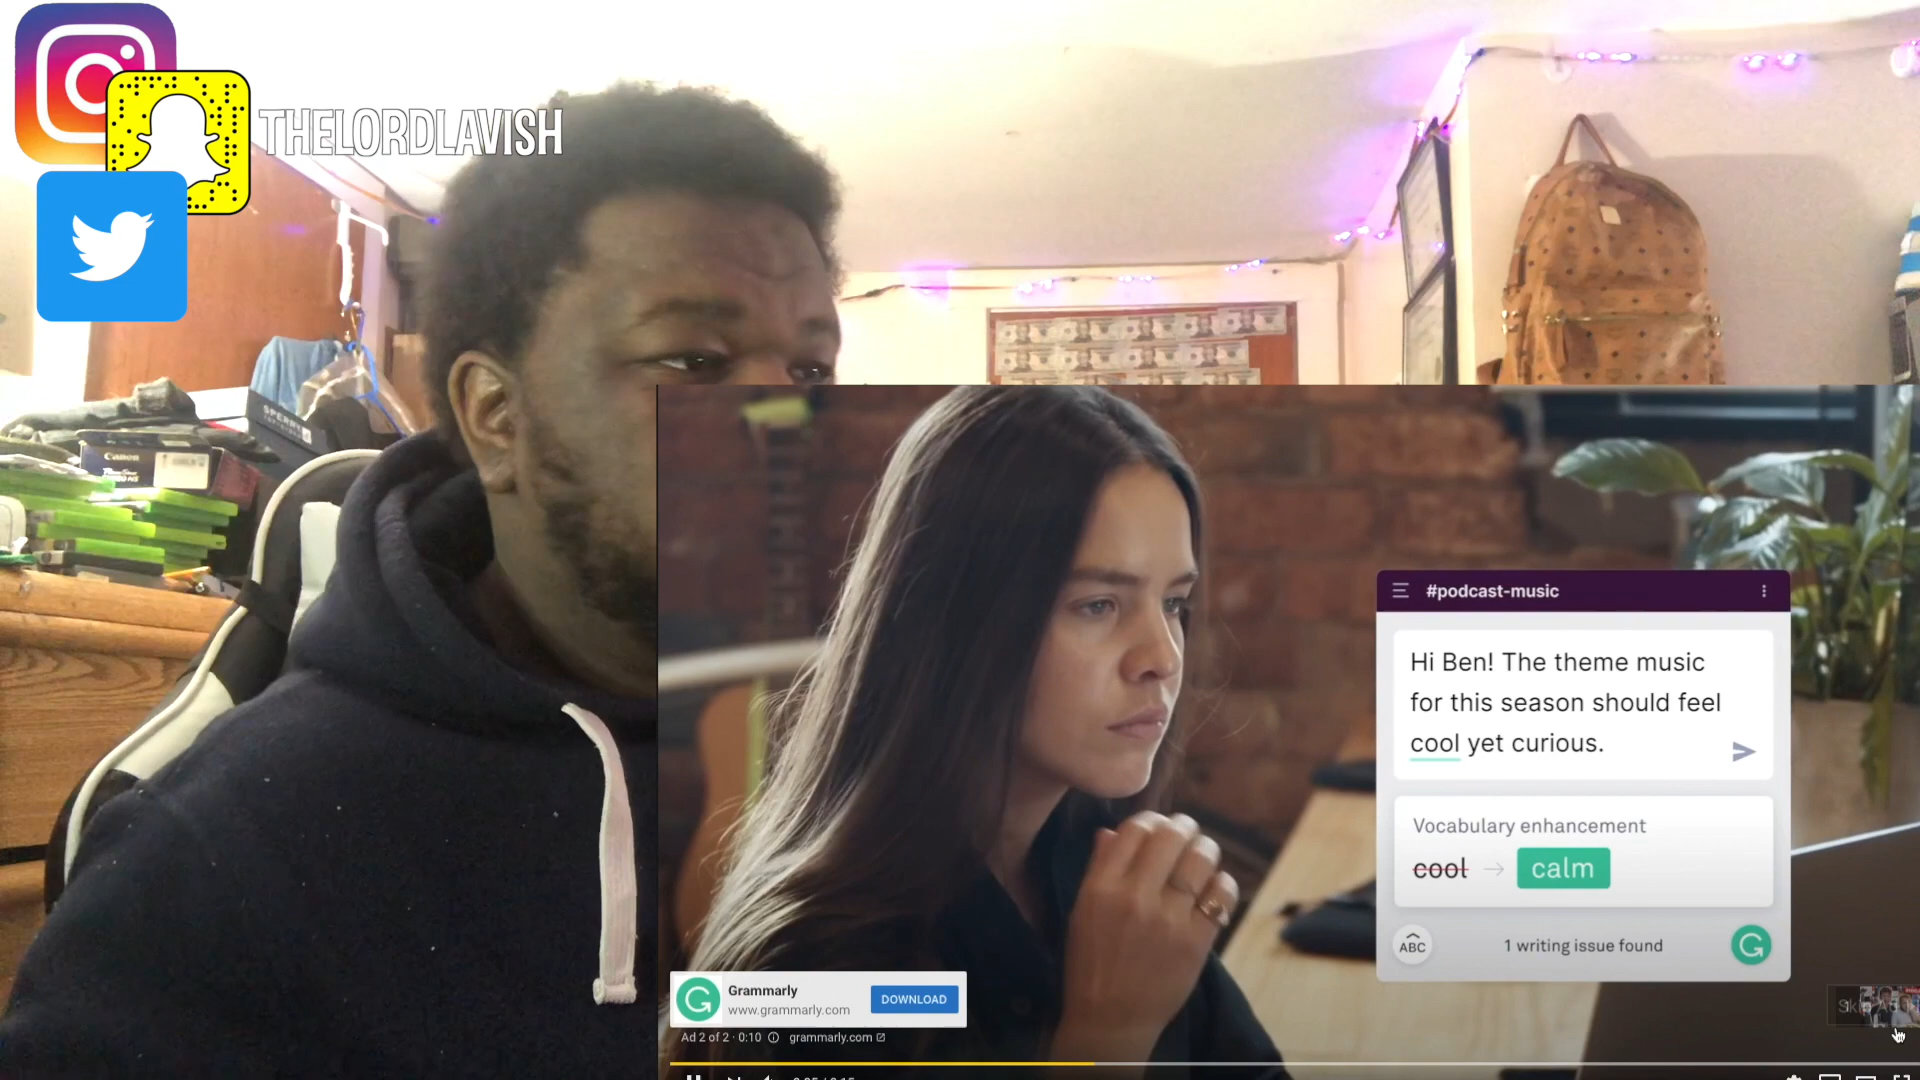 THELORDLAVISH
SPERRY
Canon
#podcast-music
Hi Ben! The theme music
for this season should feel
cool yet curious.
Vocabulary enhancement
cool → calm
ABC
1 writing issue found
Grammarly
www.grammarly.com
DOWNLOAD
Ad 2 of 2 · 0:10
grammarly.com